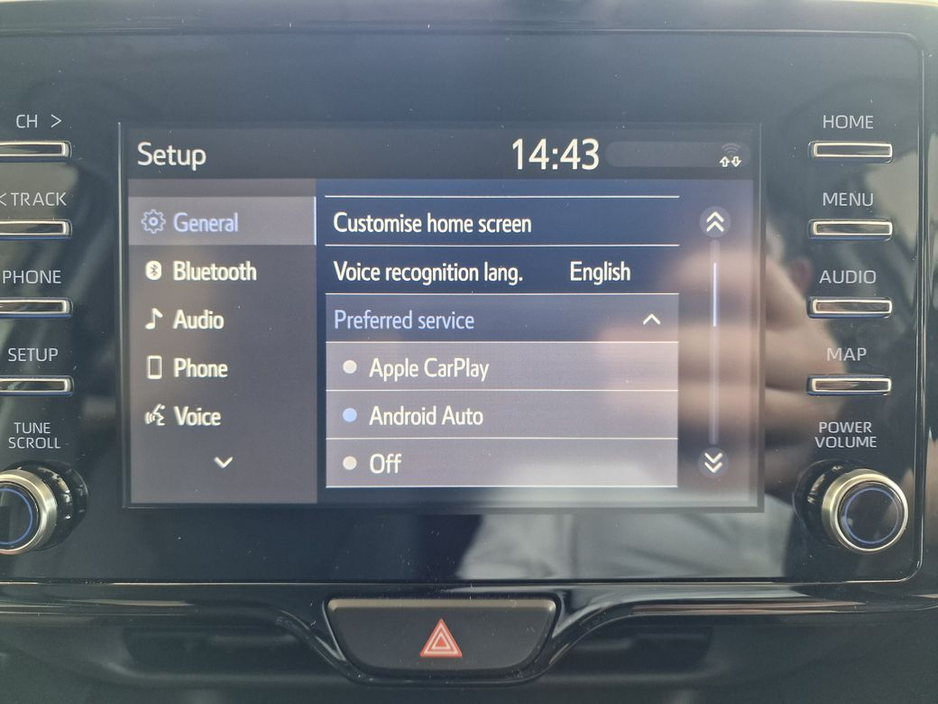 CH >
< TRACK
PHONE
SETUP
TUNE
SCROLL
Setup
14:43
General
Bluetooth
Audio
Phone
Voice
Customise home screen
Voice recognition lang. English
Preferred service
Apple CarPlay
Android Auto
Off
HOME
MENU
AUDIO
MAP
POWER
VOLUME